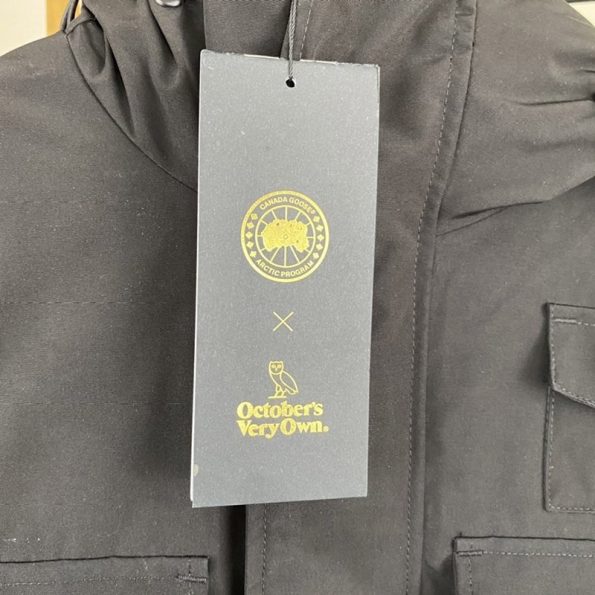 CANADA GOOSE®
ARCTIC PROGRAM
×
October's
Very Own®